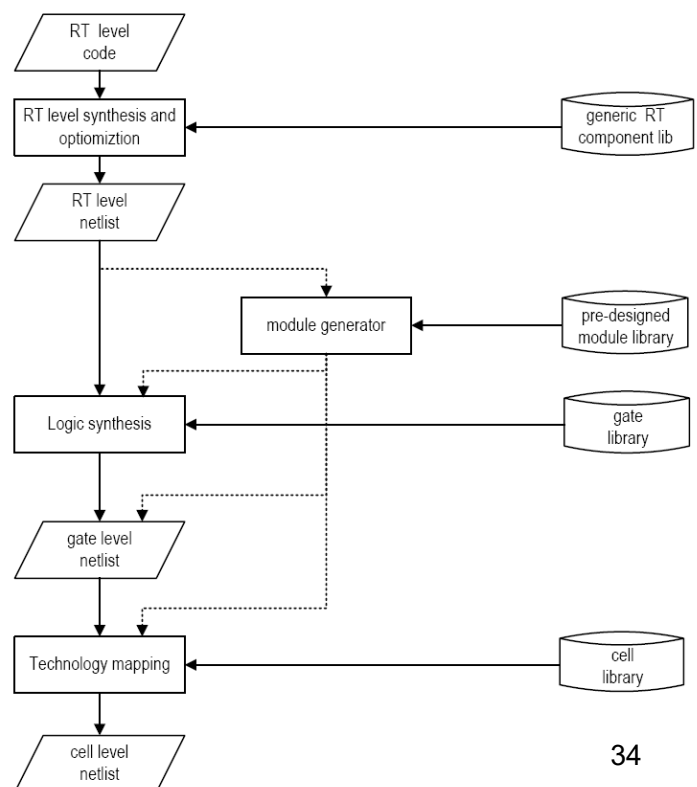 RT level
code
RT level synthesis and
optiomiztion
generic RT
component lib
RT level
netlist
module generator
pre-designed
module library
Logic synthesis
gate
library
gate level
netlist
Technology mapping
cell
library
cell level
netlist
34